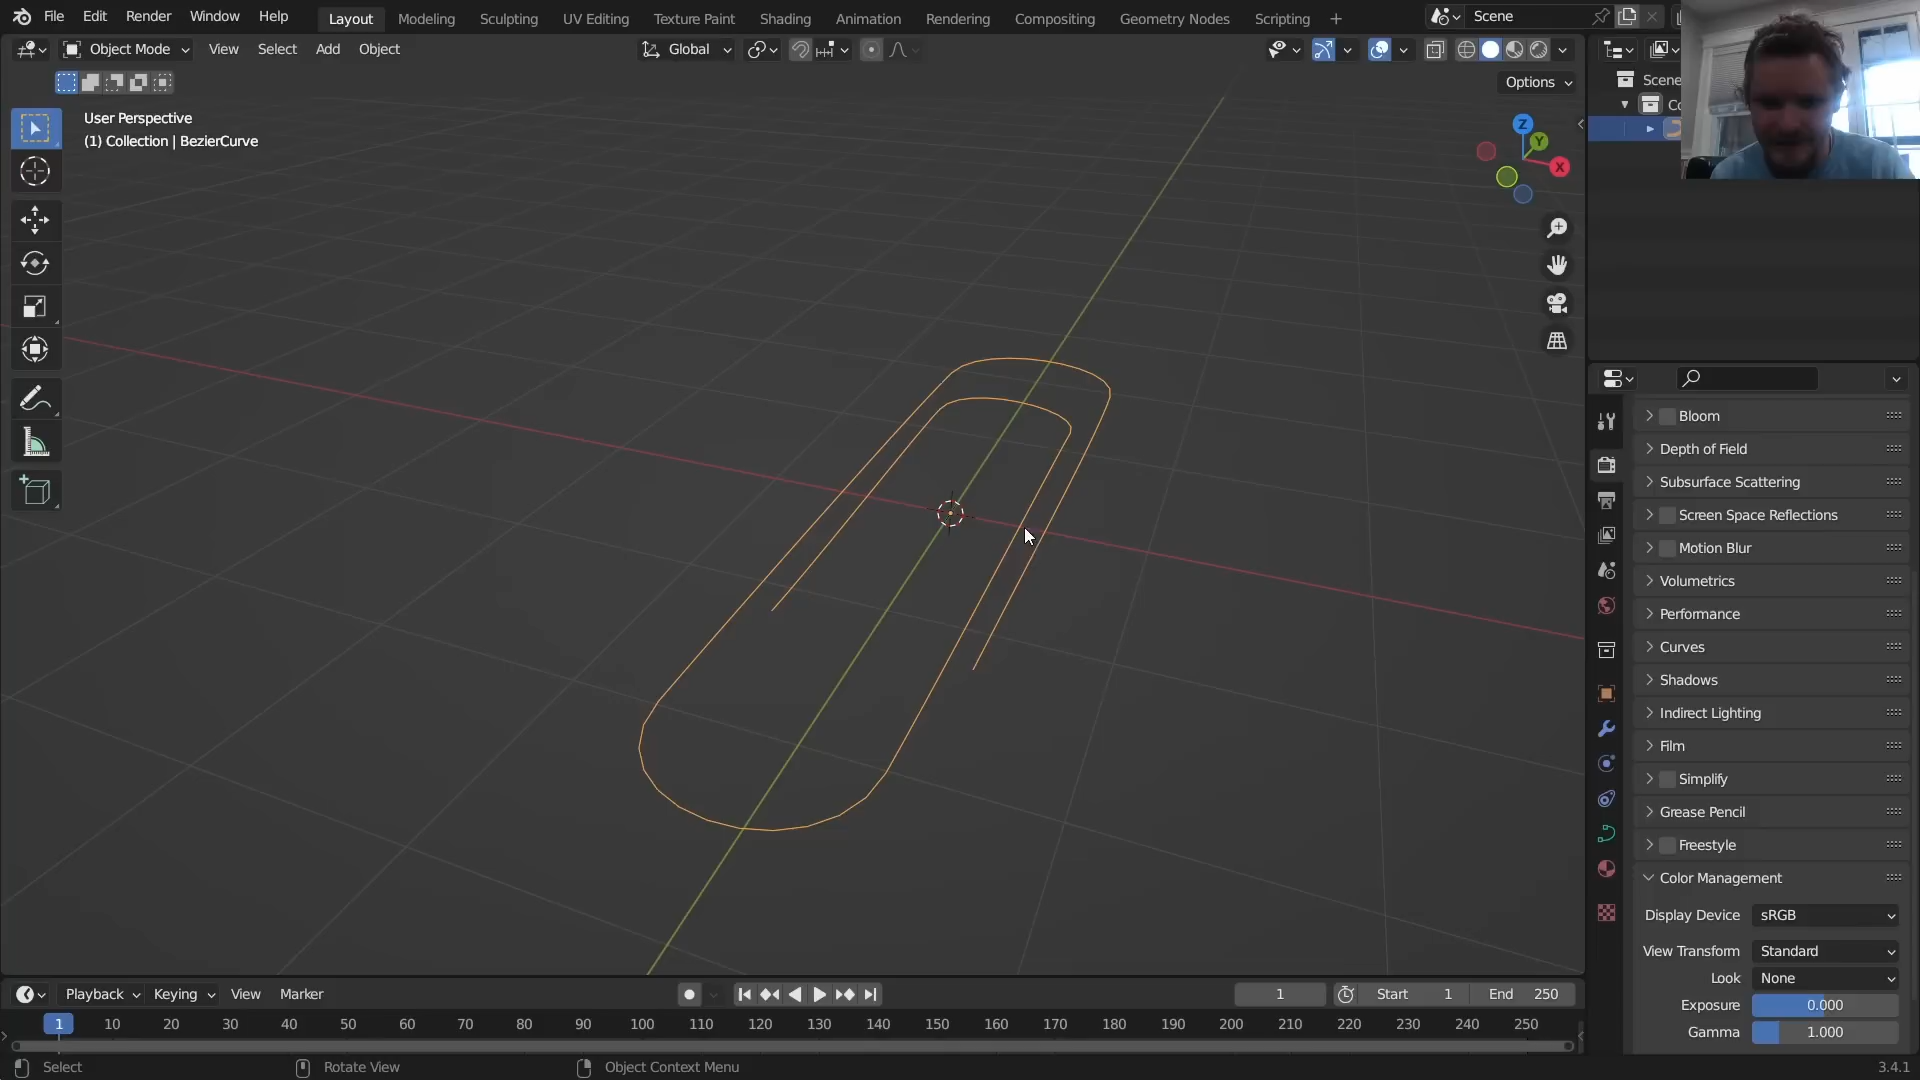 File Edit Render Window Help Layout Modeling Sculpting UV Editing Texture Paint Shading Animation Rendering Compositing Geometry Nodes Scripting + Scene
Object Mode View Select Add Object Global
Options
User Perspective
(1) Collection | BezierCurve
Z
Y
X
Scene
Bloom
Depth of Field
Subsurface Scattering
Screen Space Reflections
Motion Blur
Volumetrics
Performance
Curves
Shadows
Indirect Lighting
Film
Simplify
Grease Pencil
Freestyle
Color Management
Display Device sRGB
View Transform Standard
Look None
Exposure 0.000
Gamma 1.000
Playback Keying View Marker 1 Start 1 End 250
1 10 20 30 40 50 60 70 80 90 100 110 120 130 140 150 160 170 180 190 200 210 220 230 240 250
Select Rotate View Object Context Menu 3.4.1